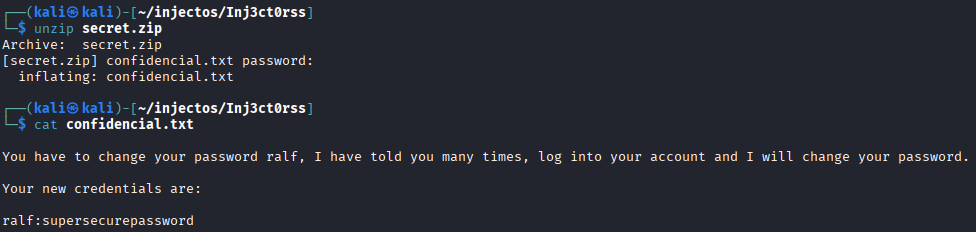 ┌──(kali㉿kali)-[~/injectos/Inj3ct0rss]
└─$ unzip secret.zip
Archive:  secret.zip
[secret.zip] confidencial.txt password:
  inflating: confidencial.txt
┌──(kali㉿kali)-[~/injectos/Inj3ct0rss]
└─$ cat confidencial.txt
You have to change your password ralf, I have told you many times, log into your account and I will change your password.
Your new credentials are:
ralf:supersecurepassword